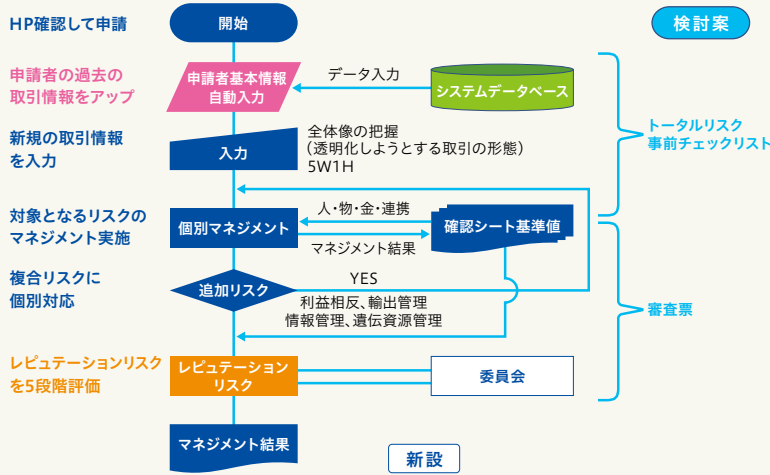 HP確認して申請
開始
検討案
申請者の過去の
取引情報をアップ
申請者基本情報
自動入力
データ入力
システムデータベース
新規の取引情報
を入力
入力
全体像の把握
（透明化しようとする取引の形態）
5W1H
トータルリスク
事前チェックリスト
対象となるリスクの
マネジメント実施
個別マネジメント
人・物・金・連携
マネジメント結果
確認シート基準値
複合リスクに
個別対応
追加リスク
YES
利益相反、輸出管理
情報管理、遺伝資源管理
審査票
レピュテーションリスク
を5段階評価
レピュテーション
リスク
委員会
マネジメント結果
新設